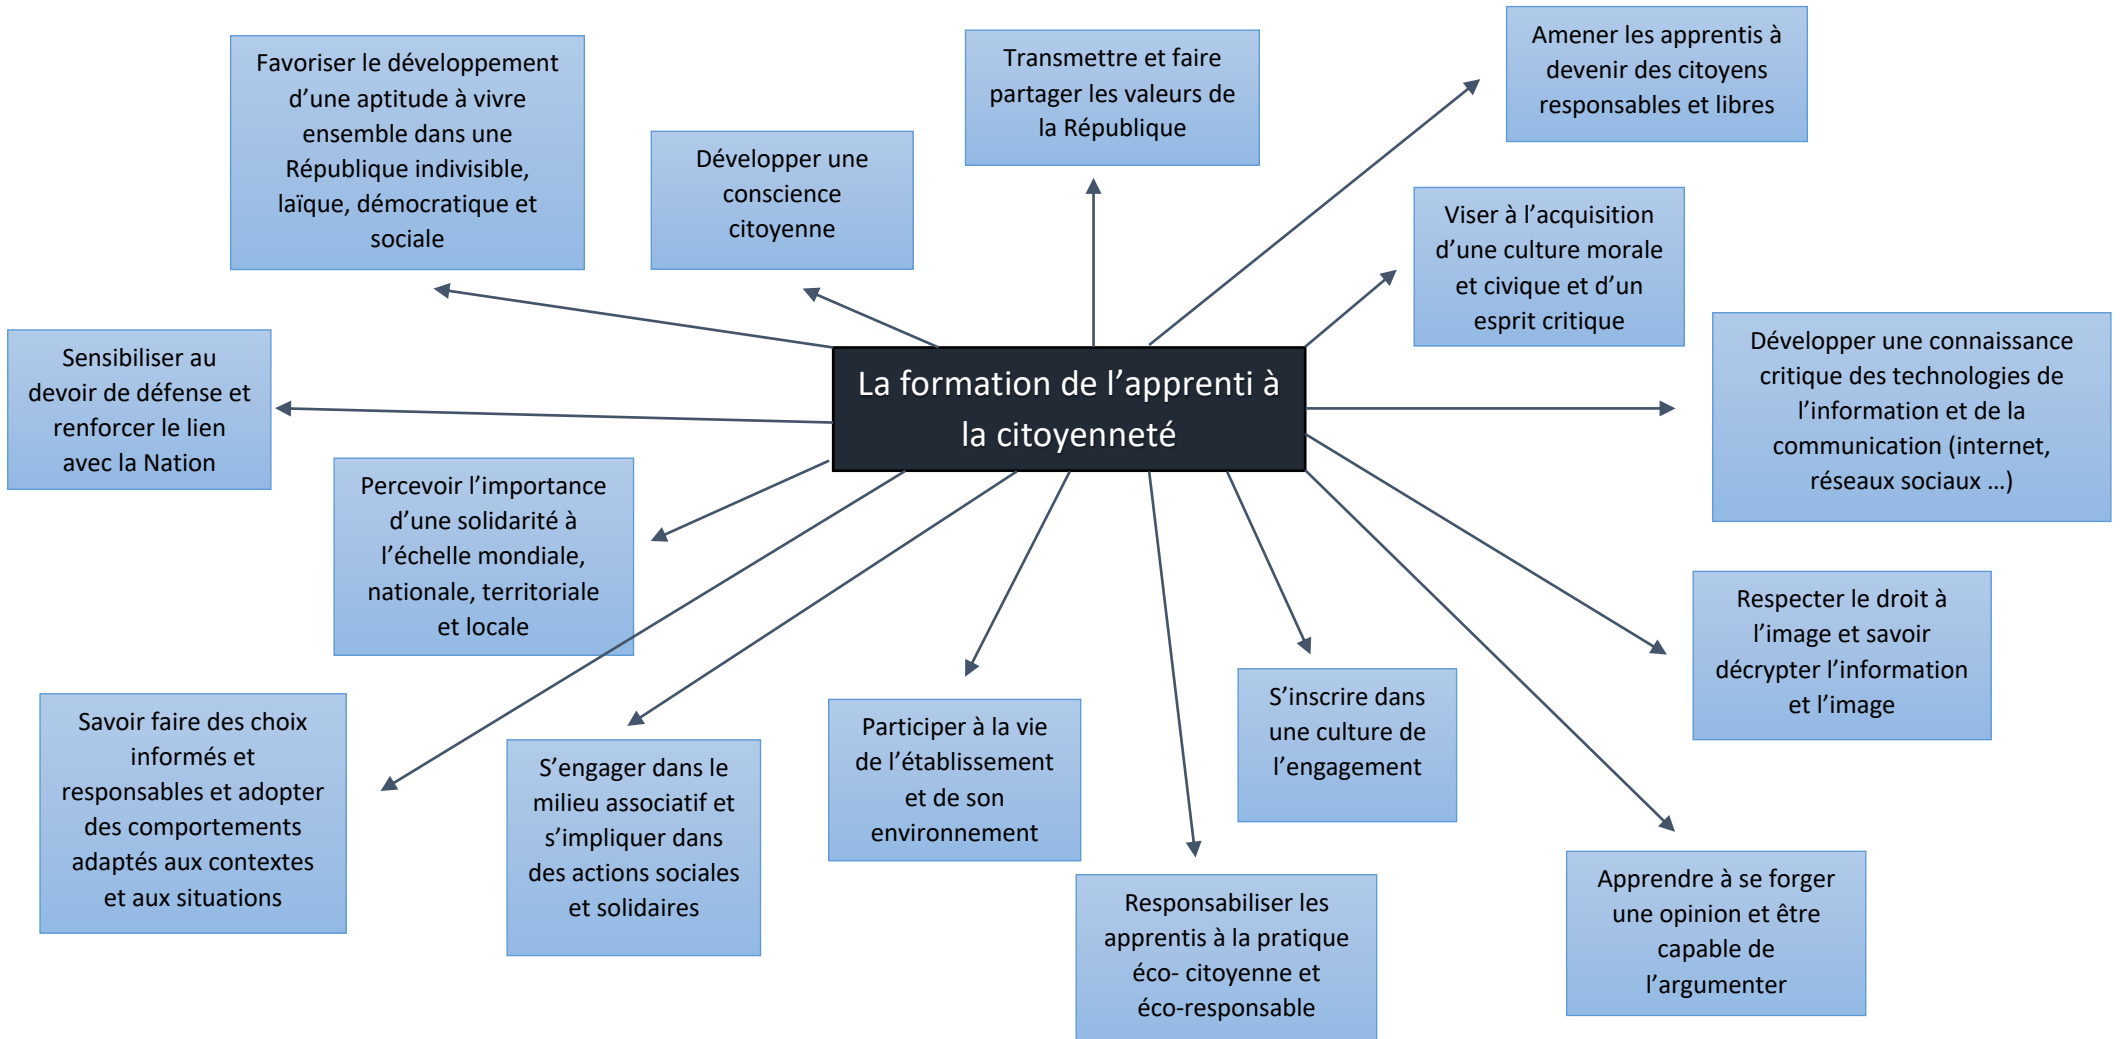 Favoriser le développement
d’une aptitude à vivre
ensemble dans une
République indivisible,
laïque, démocratique et
sociale
Développer une
conscience
citoyenne
Transmettre et faire
partager les valeurs de
la République
Amener les apprentis à
devenir des citoyens
responsables et libres
Viser à l’acquisition
d’une culture morale
et civique et d’un
esprit critique
Sensibiliser au
devoir de défense et
renforcer le lien
avec la Nation
La formation de l’apprenti à
la citoyenneté
Développer une connaissance
critique des technologies de
l’information et de la
communication (internet,
réseaux sociaux …)
Percevoir l’importance
d’une solidarité à
l’échelle mondiale,
nationale, territoriale
et locale
Respecter le droit à
l’image et savoir
décrypter l’information
et l’image
Savoir faire des choix
informés et
responsables et adopter
des comportements
adaptés aux contextes
et aux situations
S’engager dans le
milieu associatif et
s’impliquer dans
des actions sociales
et solidaires
Participer à la vie
de l’établissement
et de son
environnement
S’inscrire dans
une culture de
l’engagement
Responsabiliser les
apprentis à la pratique
éco- citoyenne et
éco-responsable
Apprendre à se forger
une opinion et être
capable de
l’argumenter